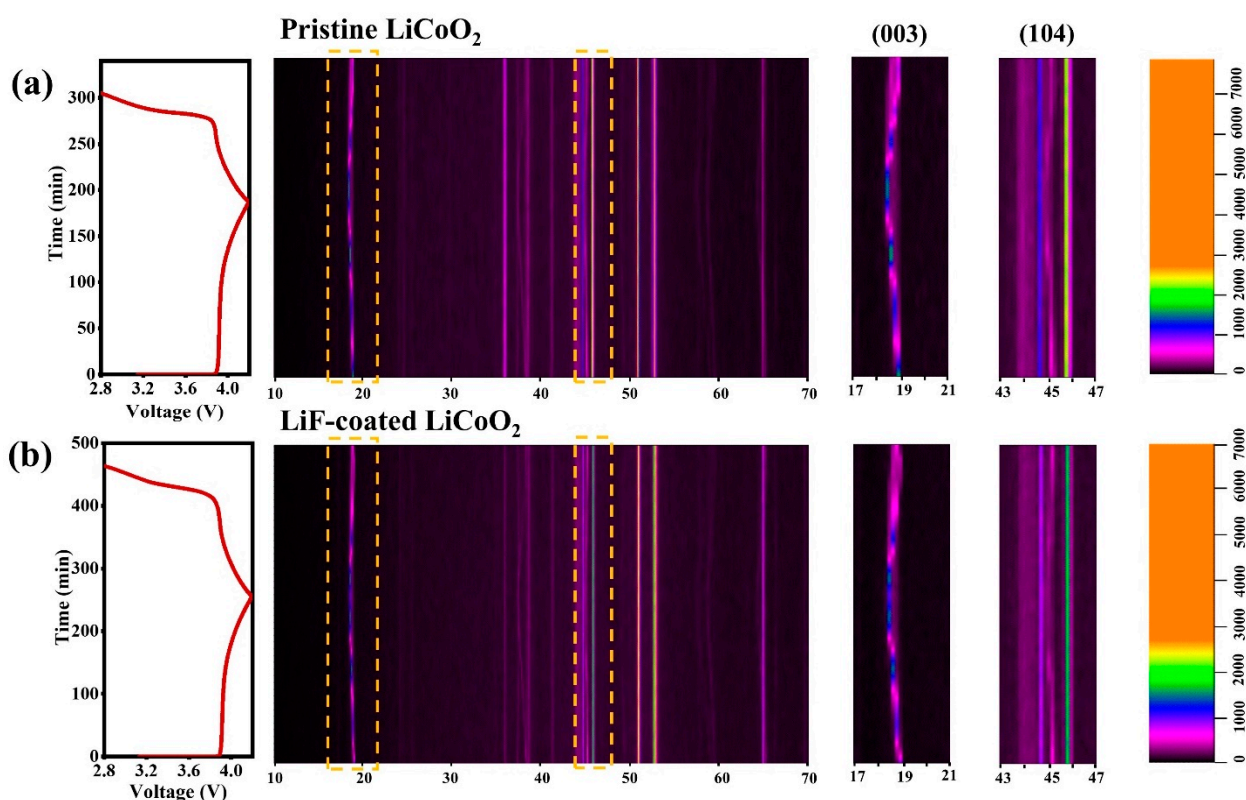 Pristine LiCoO₂
(003)
(104)
(a)
Time (min)
300
250
200
150
100
50
0
2.8 3.2 3.6 4.0
Voltage (V)
10 20 30 40 50 60 70
17 19 21
43 45 47
7000
6000
5000
4000
3000
2000
1000
0
LiF-coated LiCoO₂
(b)
Time (min)
500
400
300
200
100
0
2.8 3.2 3.6 4.0
Voltage (V)
10 20 30 40 50 60 70
17 19 21
43 45 47
7000
6000
5000
4000
3000
2000
1000
0